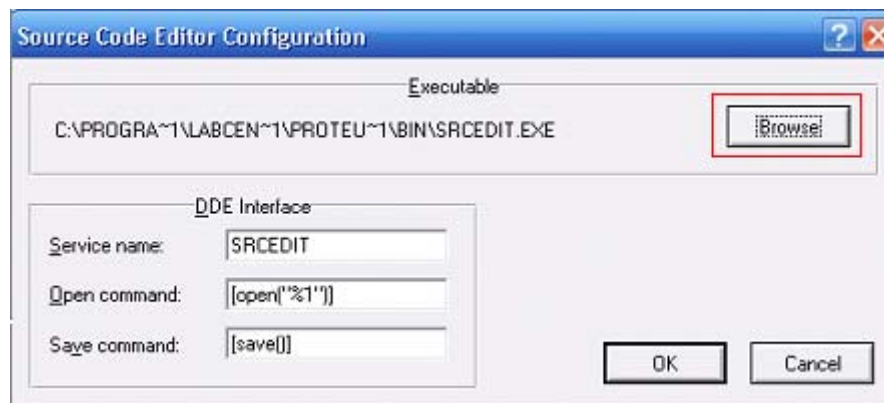 Source Code Editor Configuration
Executable
C:\PROGRA~1\LABCEN~1\PROTEU~1\BIN\SRCEDIT.EXE
Browse
DDE Interface
Service name: SRCEDIT
Open command: [open("%1")]
Save command: [save()]
OK Cancel